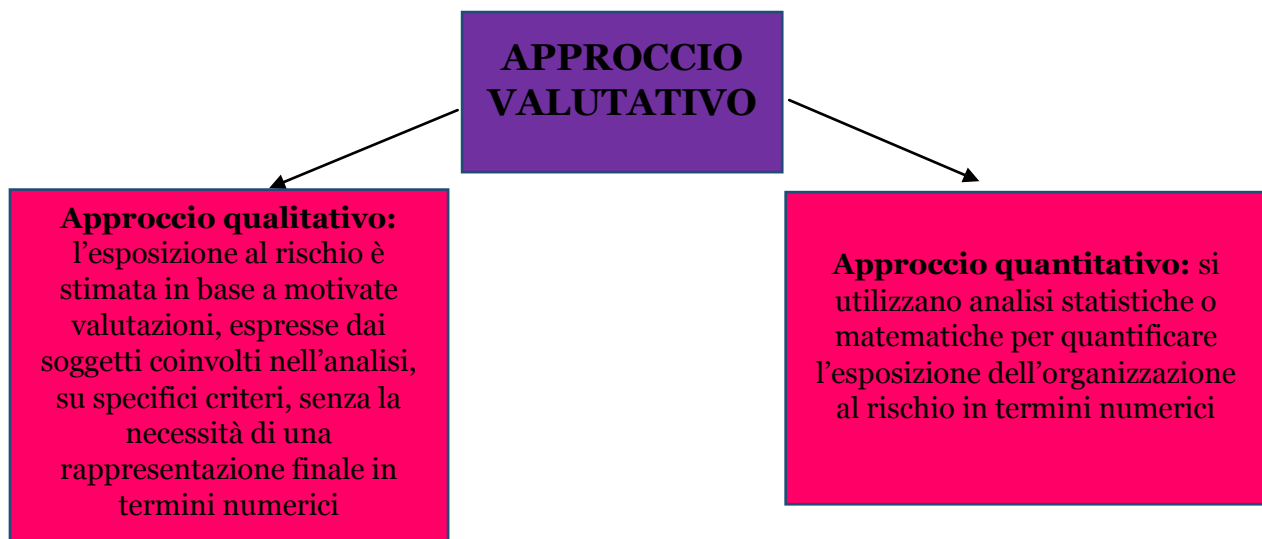 APPROCCIO
VALUTATIVO
Approccio qualitativo:
l’esposizione al rischio è
stimata in base a motivate
valutazioni, espresse dai
soggetti coinvolti nell’analisi,
su specifici criteri, senza la
necessità di una
rappresentazione finale in
termini numerici
Approccio quantitativo: si
utilizzano analisi statistiche o
matematiche per quantificare
l’esposizione dell’organizzazione
al rischio in termini numerici